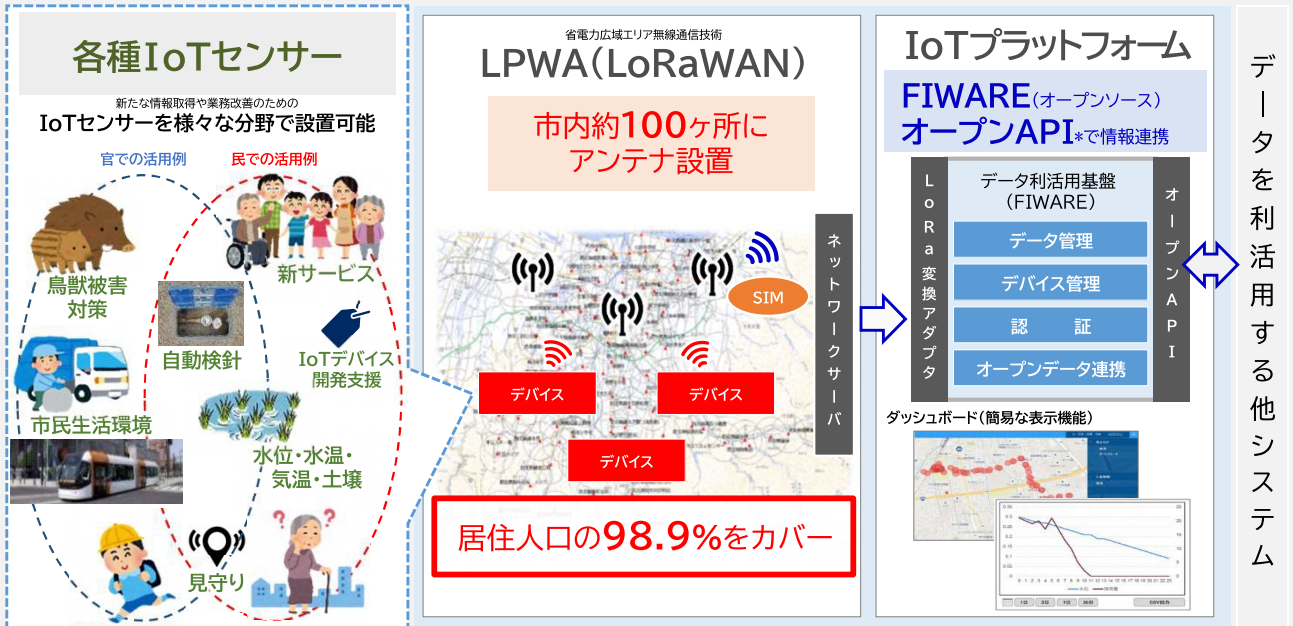 各種IoTセンサー
新たな情報取得や業務改善のための
IoTセンサーを様々な分野で設置可能
官での活用例
民での活用例
鳥獣被害
対策
新サービス
自動検針
IoTデバイス
開発支援
市民生活環境
水位・水温・
気温・土壌
見守り
省電力広域エリア無線通信技術
LPWA(LoRaWAN)
市内約100ヶ所に
アンテナ設置
SIM
デバイス
デバイス
デバイス
ネットワークサーバ
居住人口の98.9%をカバー
IoTプラットフォーム
FIWARE(オープンソース)
オープンAPI*で情報連携
LoRa変換アダプタ
データ利活用基盤
(FIWARE)
データ管理
デバイス管理
認 証
オープンデータ連携
オープンAPI
ダッシュボード(簡易な表示機能)
データを利活用する他システム